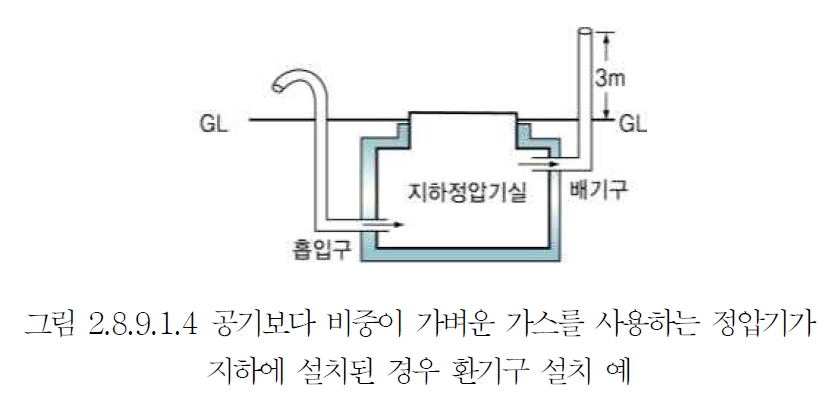 3m
GL
GL
지하정압기실
배기구
흡입구
그림 2.8.9.1.4 공기보다 비중이 가벼운 가스를 사용하는 정압기가
지하에 설치된 경우 환기구 설치 예